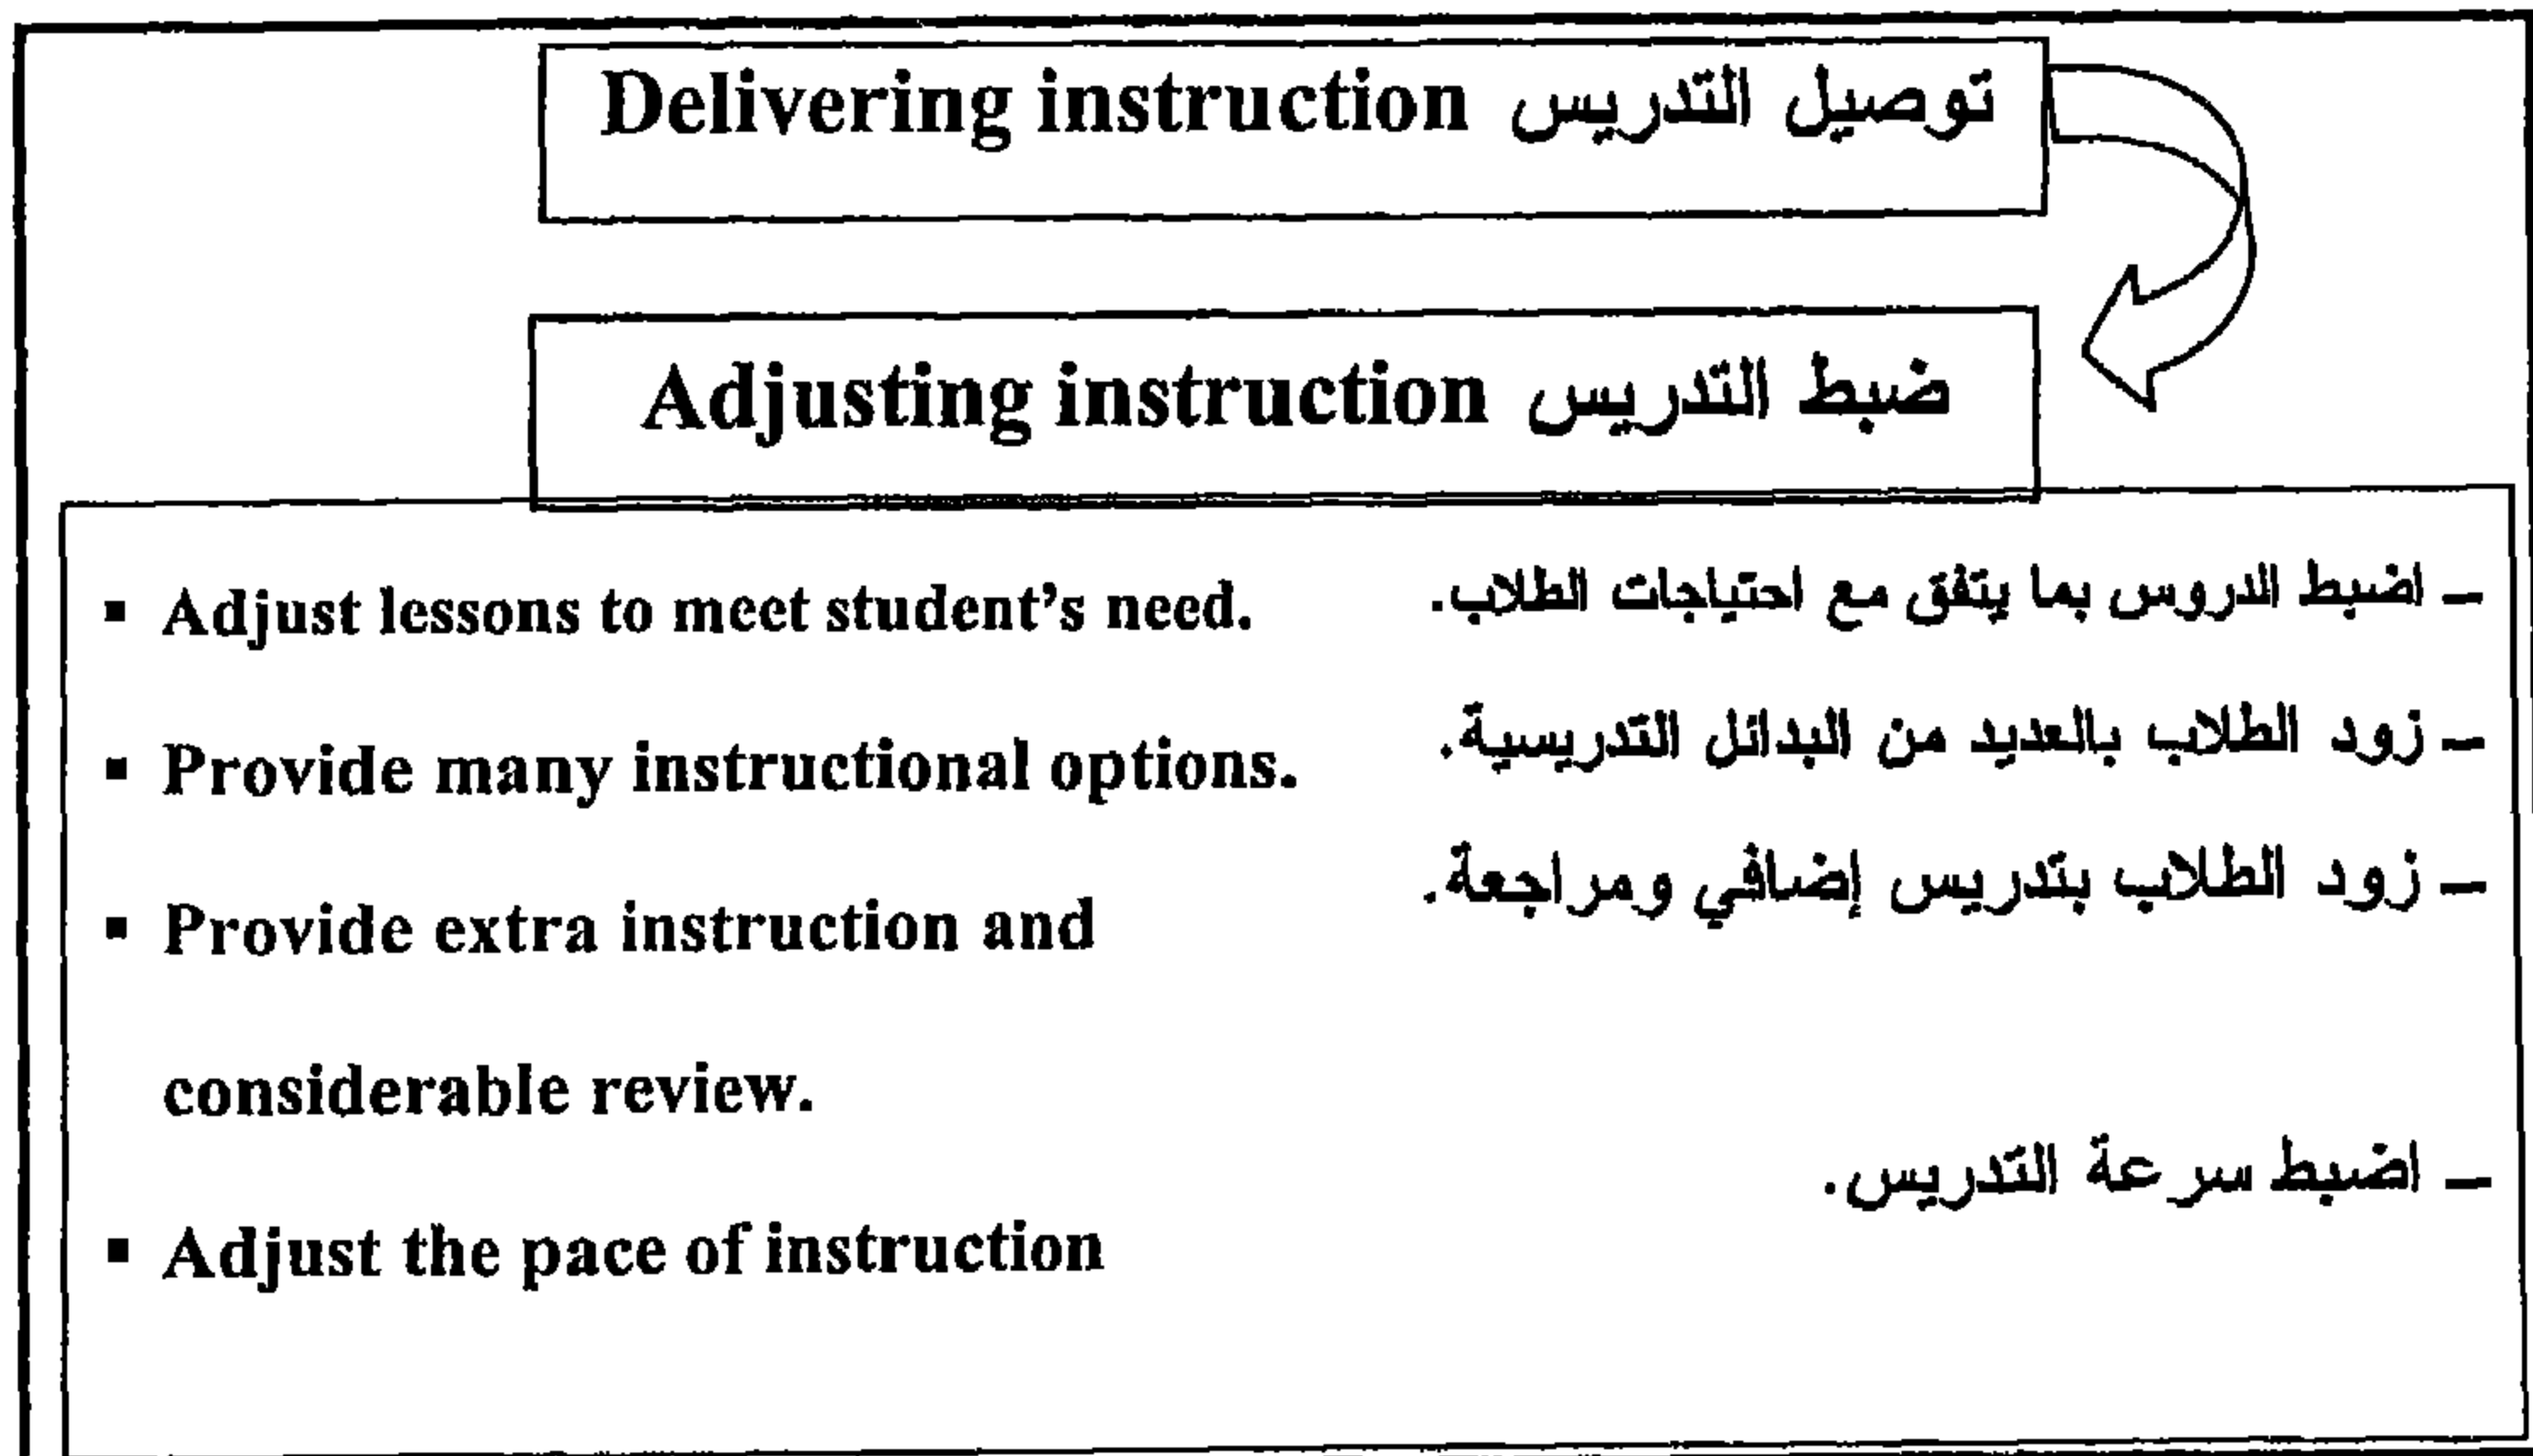 توصيل التدريس Delivering instruction
ضبط التدريس Adjusting instruction
▪ Adjust lessons to meet student's need.
▪ Provide many instructional options.
▪ Provide extra instruction and
considerable review.
▪ Adjust the pace of instruction
– اضبط الدروس بما يتفق مع احتياجات الطلاب.
– زود الطلاب بالعديد من البدائل التدريسية.
– زود الطلاب بتدريس إضافي ومراجعة.
– اضبط سرعة التدريس.